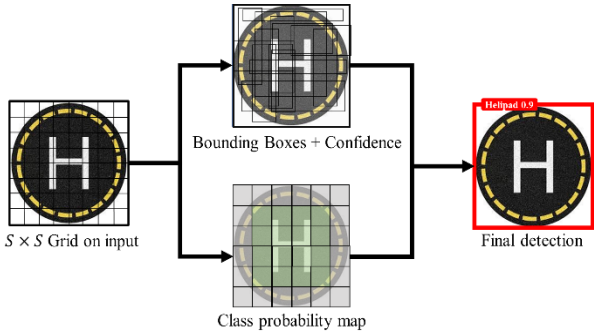 H
Bounding Boxes + Confidence
H
S × S Grid on input
Helipad 0.9
H
Final detection
H
Class probability map